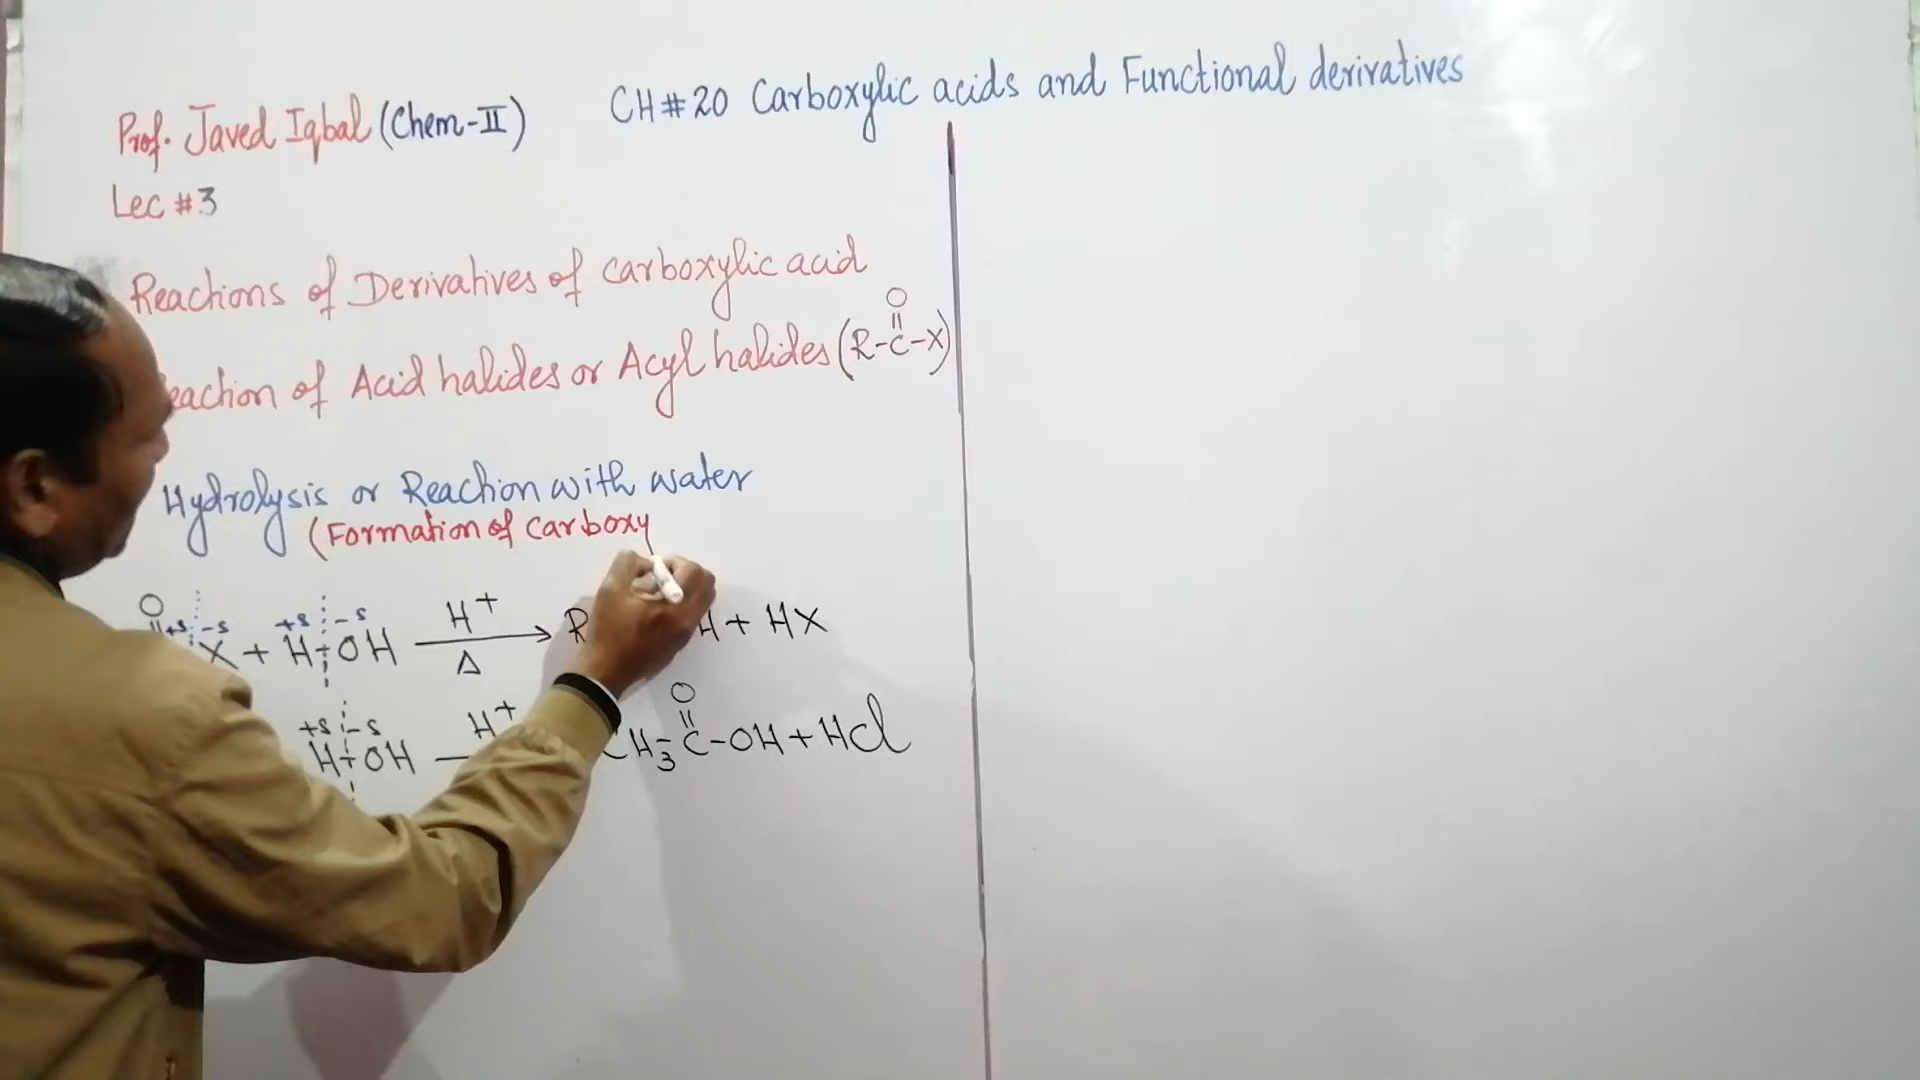 CH#20 Carboxylic acids and Functional derivatives
Prof. Javed Iqbal (Chem-II)
Lec #3
Reactions of Derivatives of carboxylic acid
O
||
eaction of Acid halides or Acyl halides (R-C-X)
Hydrolysis or Reaction with water
(Formation of Carboxy
O
|| +δ -δ +δ -δ H+
X + H OH → R H + HX
Δ
O
+δ -δ H+ ||
H OH CH3-C-OH + HCl